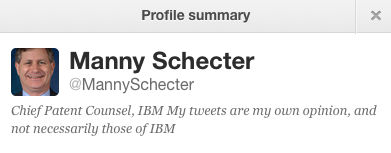 Profile summary
Manny Schecter
@MannySchecter
Chief Patent Counsel, IBM My tweets are my own opinion, and
not necessarily those of IBM